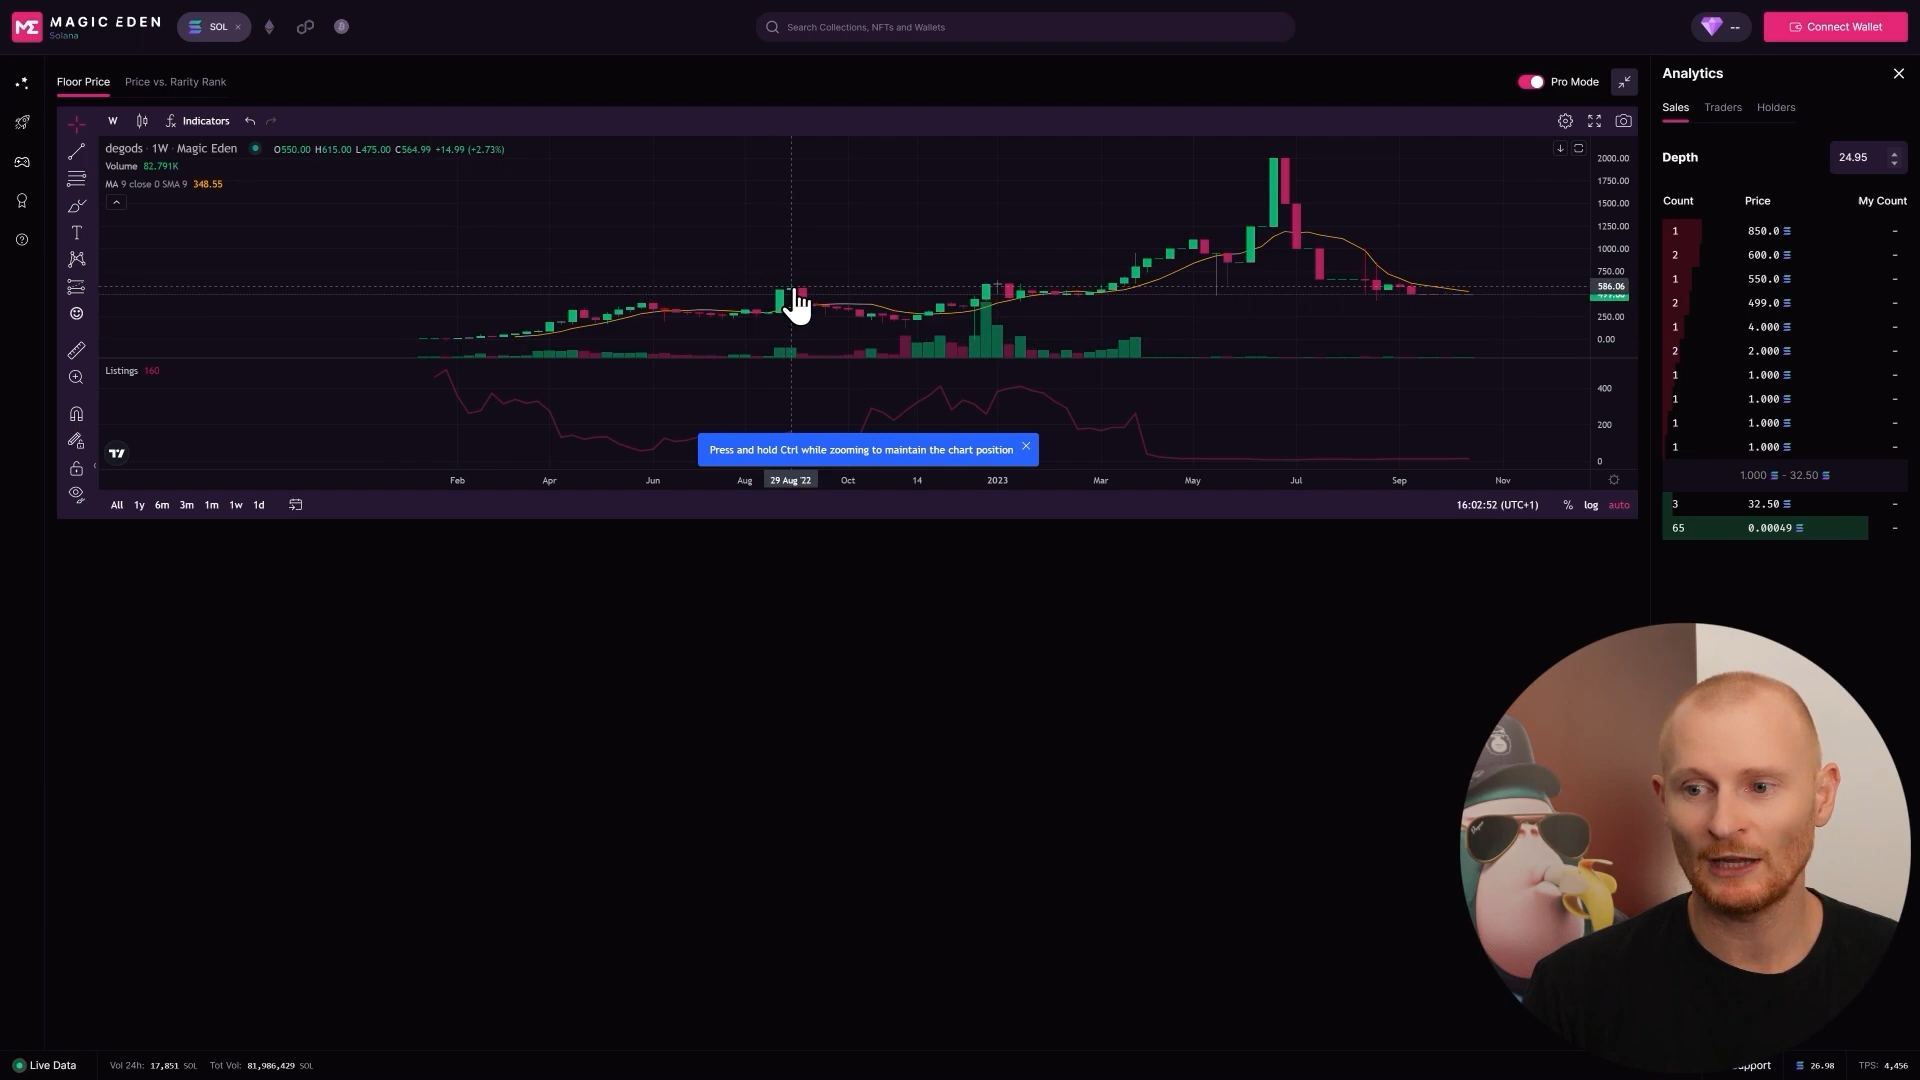 MAGIC EDEN
Solana
SOL
Search Collections, NFTs and Wallets
--
Connect Wallet
Floor Price
Price vs. Rarity Rank
Pro Mode
W
Indicators
degods · 1W · Magic Eden
O550.00 H615.00 L475.00 C564.99 +14.99 (+2.73%)
Volume 82.791K
MA 9 close 0 SMA 9 348.55
2000.00
1750.00
1500.00
1250.00
1000.00
750.00
586.06
250.00
0.00
Listings 160
400
200
0
Press and hold Ctrl while zooming to maintain the chart position
Feb
Apr
Jun
Aug
29 Aug '22
Oct
14
2023
Mar
May
Jul
Sep
Nov
All
1y
6m
3m
1m
1w
1d
16:02:52 (UTC+1)
%
log
auto
Analytics
Sales
Traders
Holders
Depth
24.95
Count Price My Count
1 850.0 -
2 600.0 -
1 550.0 -
2 499.0 -
1 4.000 -
2 2.000 -
1 1.000 -
1 1.000 -
1 1.000 -
1 1.000 -
1.000 - 32.50
3 32.50 -
65 0.00049 -
Live Data
Vol 24h: 17,851 SOL
Tot Vol: 81,986,429 SOL
upport
26.98
TPS: 4,456